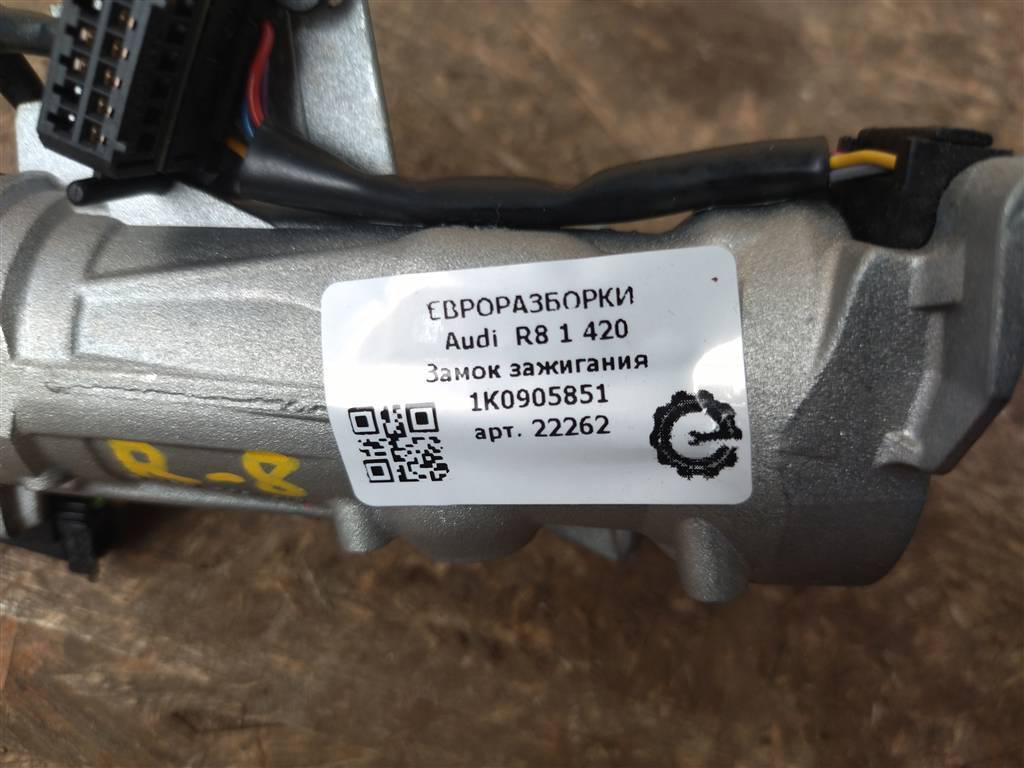 ЕВРОРАЗБОРКИ
Audi R8 1 420
Замок зажигания
1K0905851
арт. 22262
R-8